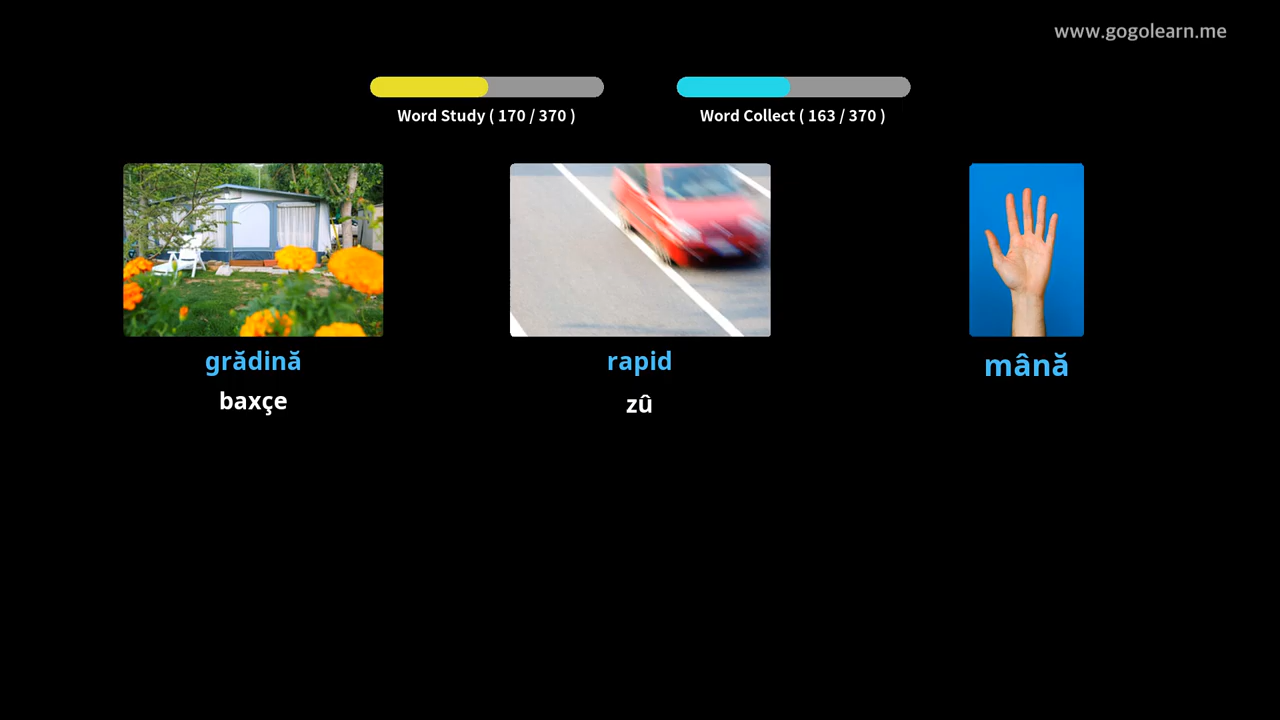 www.gogolearn.me
Word Study ( 170 / 370 )
Word Collect ( 163 / 370 )
grădină
baxçe
rapid
zû
mână